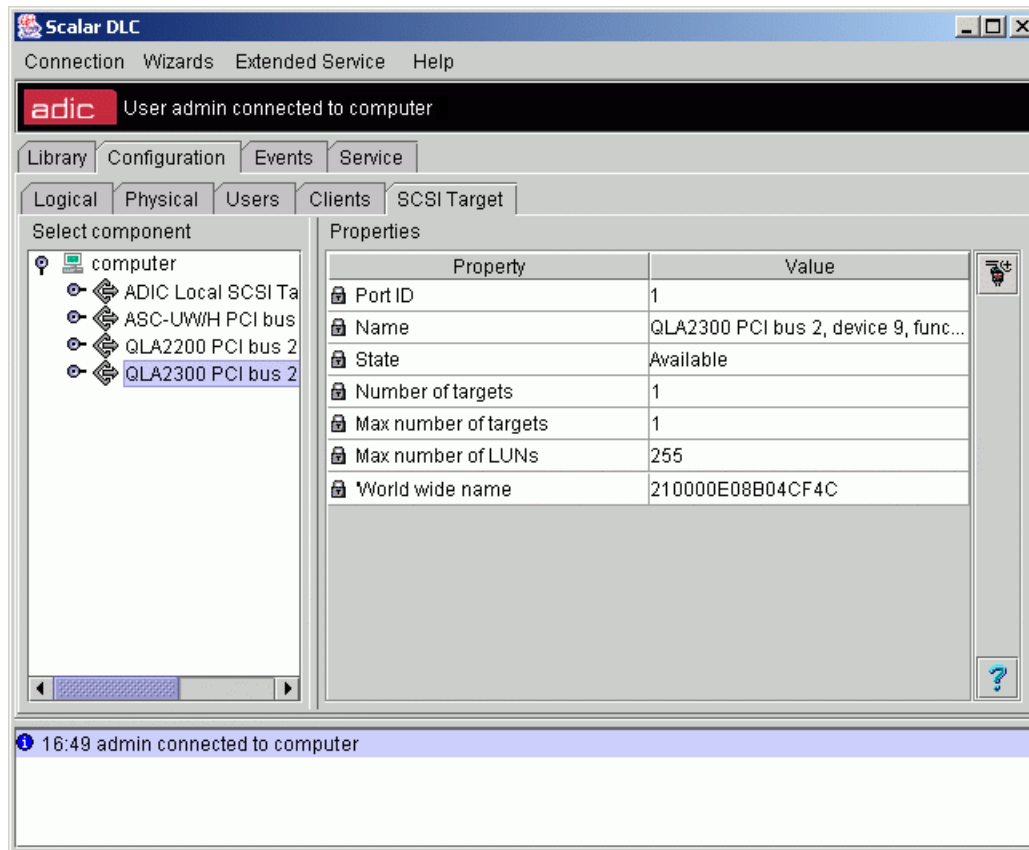 Scalar DLC
Connection Wizards Extended Service Help
adic User admin connected to computer
Library Configuration Events Service
Logical Physical Users Clients SCSI Target
Select component
computer
ADIC Local SCSI Ta
ASC-UW/H PCI bus
QLA2200 PCI bus 2
QLA2300 PCI bus 2
Properties
Property Value
Port ID 1
Name QLA2300 PCI bus 2, device 9, func...
State Available
Number of targets 1
Max number of targets 1
Max number of LUNs 255
World wide name 210000E08B04CF4C
16:49 admin connected to computer